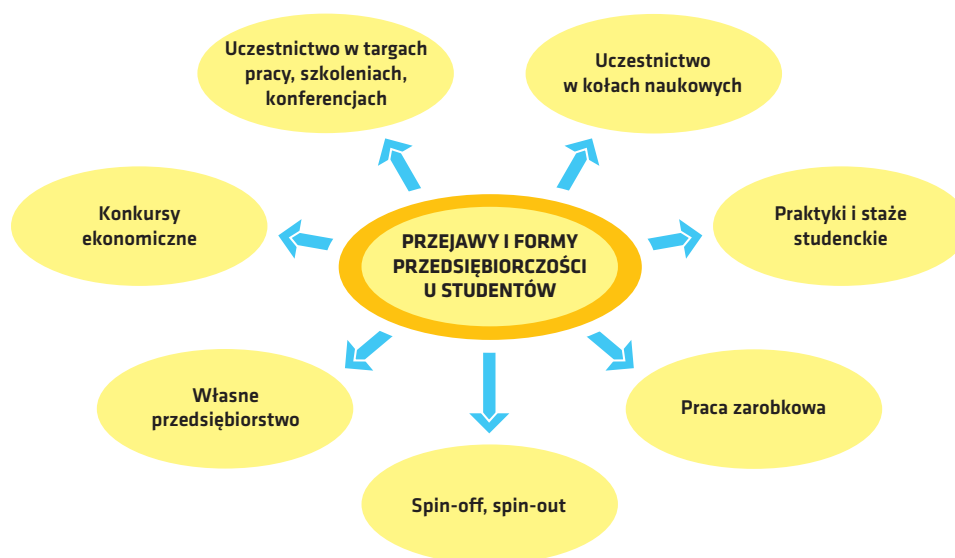 Uczestnictwo w targach
pracy, szkoleniach,
konferencjach
Uczestnictwo
w kołach naukowych
Konkursy
ekonomiczne
Praktyki i staże
studenckie
PRZEJAWY I FORMY
PRZEDSIĘBIORCZOŚCI
U STUDENTÓW
Własne
przedsiębiorstwo
Praca zarobkowa
Spin-off, spin-out